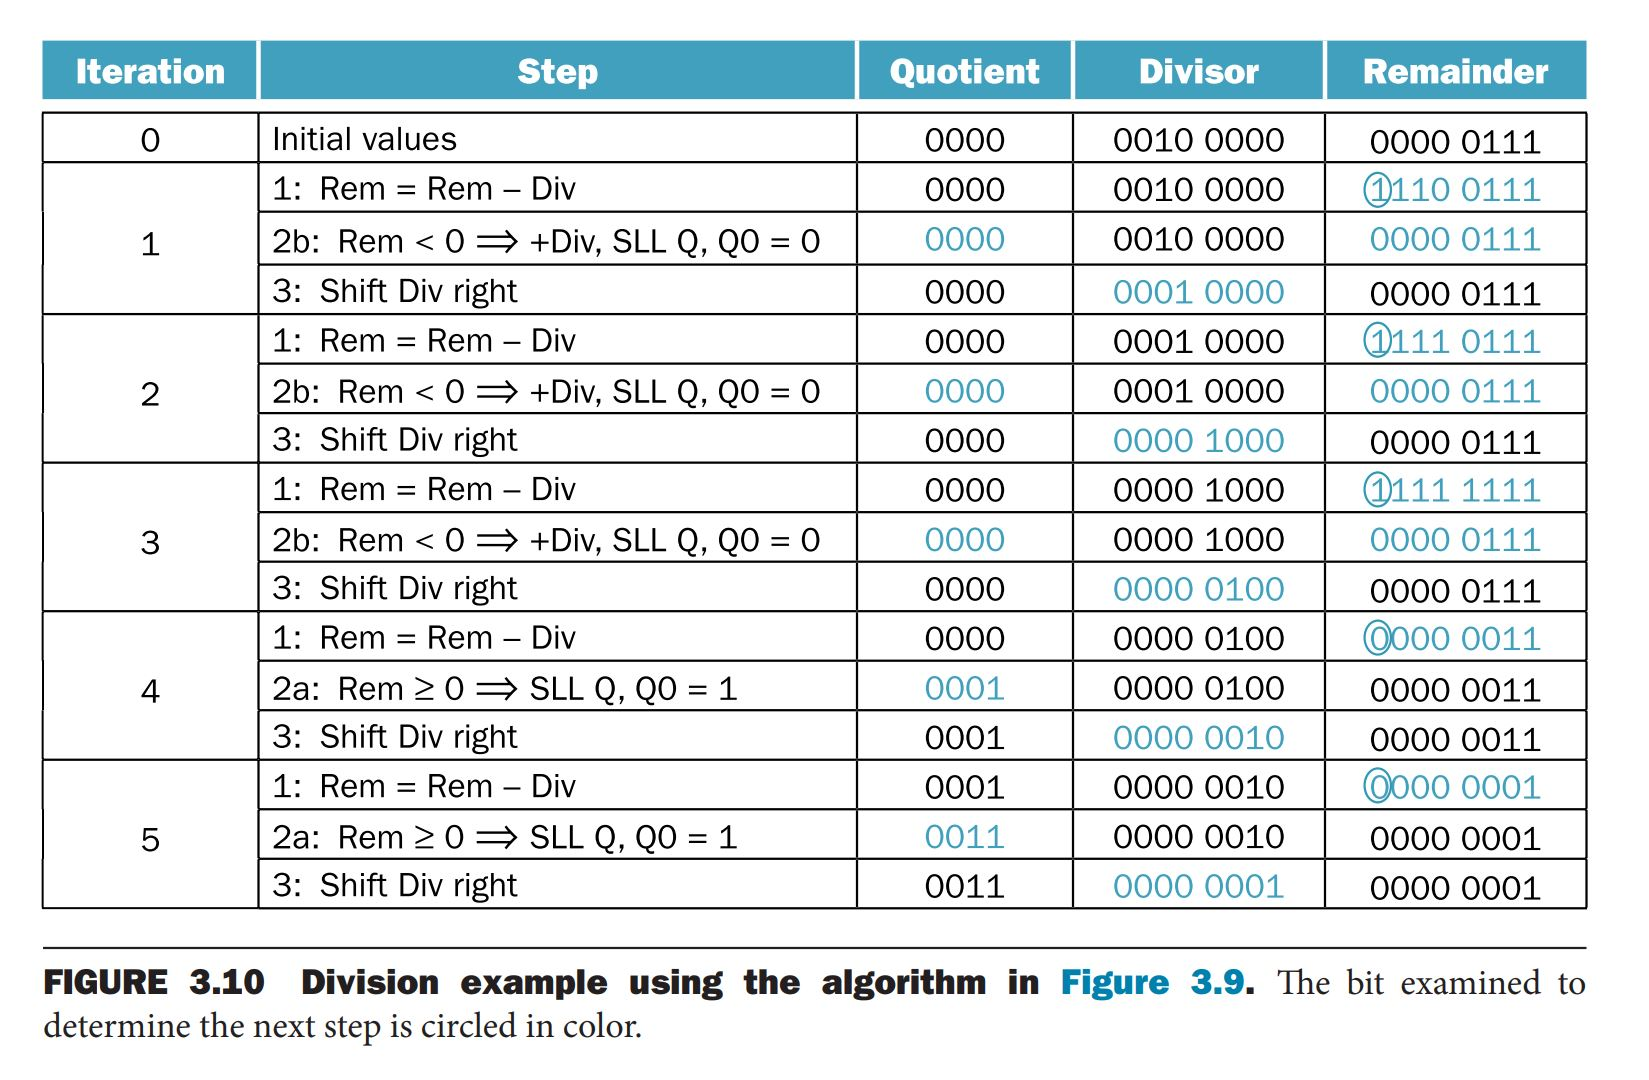 Iteration Step Quotient Divisor Remainder
0 Initial values 0000 0010 0000 0000 0111
1: Rem = Rem – Div 0000 0010 0000 1110 0111
1 2b: Rem < 0 ⟹ +Div, SLL Q, Q0 = 0 0000 0010 0000 0000 0111
3: Shift Div right 0000 0001 0000 0000 0111
1: Rem = Rem – Div 0000 0001 0000 1111 0111
2 2b: Rem < 0 ⟹ +Div, SLL Q, Q0 = 0 0000 0001 0000 0000 0111
3: Shift Div right 0000 0000 1000 0000 0111
1: Rem = Rem – Div 0000 0000 1000 1111 1111
3 2b: Rem < 0 ⟹ +Div, SLL Q, Q0 = 0 0000 0000 1000 0000 0111
3: Shift Div right 0000 0000 0100 0000 0111
1: Rem = Rem – Div 0000 0000 0100 0000 0011
4 2a: Rem ≥ 0 ⟹ SLL Q, Q0 = 1 0001 0000 0100 0000 0011
3: Shift Div right 0001 0000 0010 0000 0011
1: Rem = Rem – Div 0001 0000 0010 0000 0001
5 2a: Rem ≥ 0 ⟹ SLL Q, Q0 = 1 0011 0000 0010 0000 0001
3: Shift Div right 0011 0000 0001 0000 0001
FIGURE 3.10 Division example using the algorithm in Figure 3.9. The bit examined to
determine the next step is circled in color.